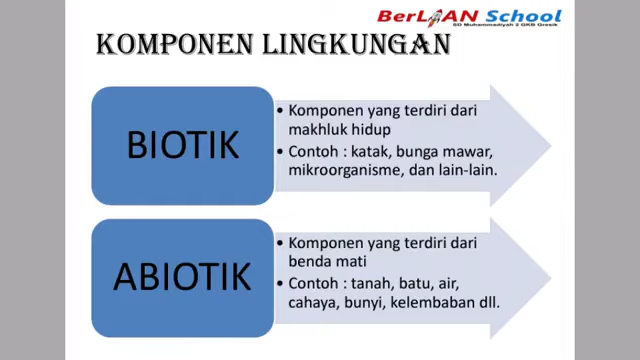 BerLIAN School
SD Muhammadiyah 2 GKB Gresik
KOMPONEN LINGKUNGAN
BIOTIK
• Komponen yang terdiri dari
makhluk hidup
• Contoh : katak, bunga mawar,
mikroorganisme, dan lain-lain.
ABIOTIK
• Komponen yang terdiri dari
benda mati
• Contoh : tanah, batu, air,
cahaya, bunyi, kelembaban dll.